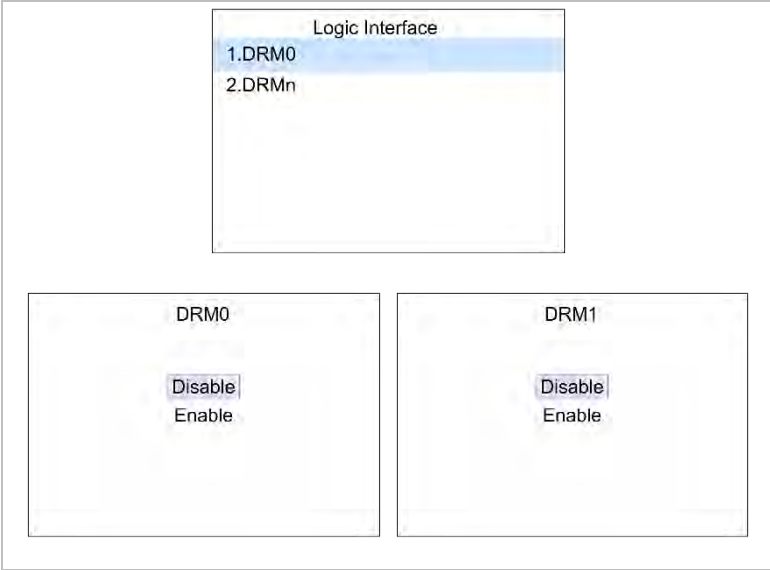 Logic Interface
1.DRM0
2.DRMn
DRM0
Disable
Enable
DRM1
Disable
Enable